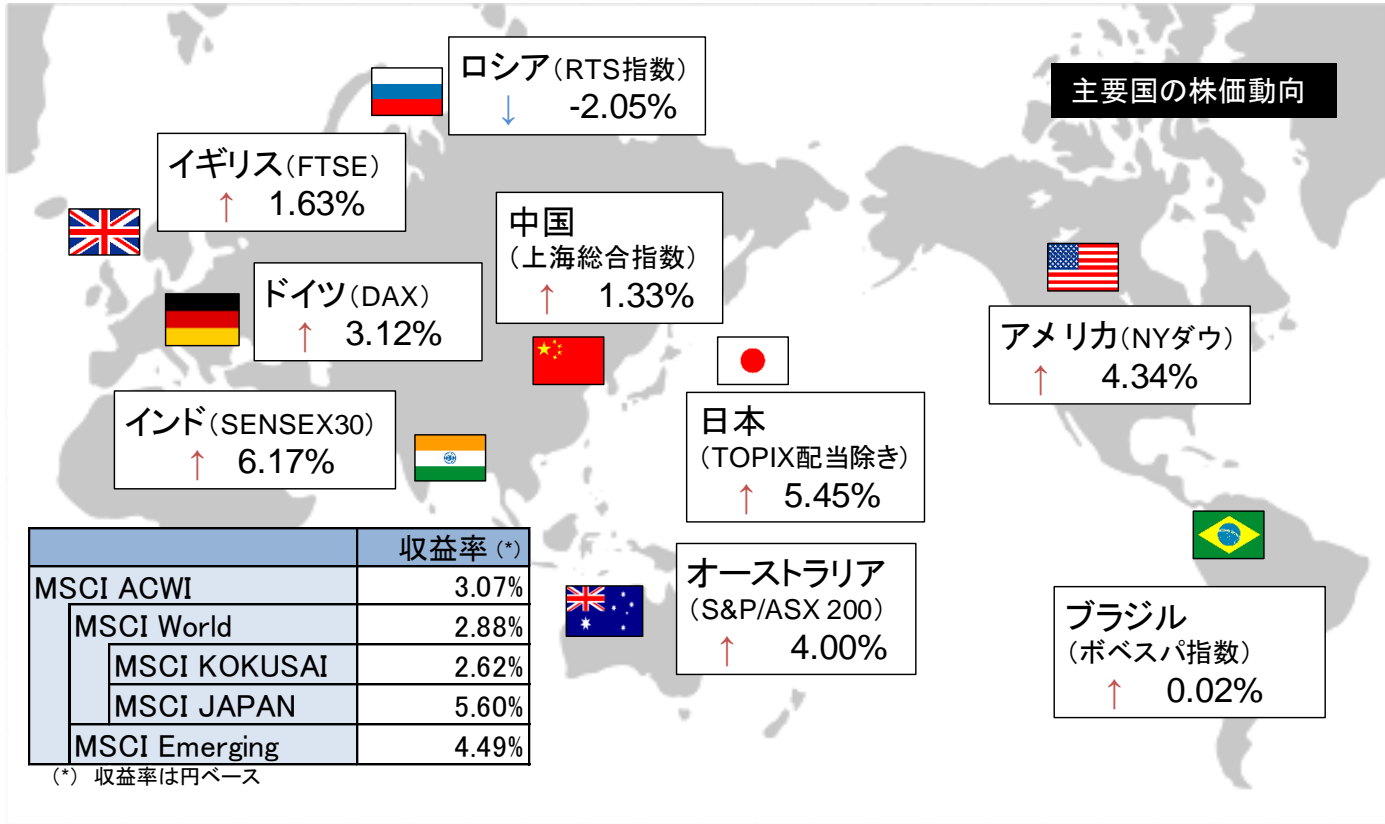 主要国の株価動向
ロシア(RTS指数)
↓ -2.05%
イギリス(FTSE)
↑ 1.63%
中国
(上海総合指数)
↑ 1.33%
ドイツ(DAX)
↑ 3.12%
アメリカ(NYダウ)
↑ 4.34%
インド(SENSEX30)
↑ 6.17%
日本
(TOPIX配当除き)
↑ 5.45%
オーストラリア
(S&P/ASX 200)
↑ 4.00%
ブラジル
(ボベスパ指数)
↑ 0.02%
収益率(*)
MSCI ACWI 3.07%
MSCI World 2.88%
MSCI KOKUSAI 2.62%
MSCI JAPAN 5.60%
MSCI Emerging 4.49%
(*) 収益率は円ベース